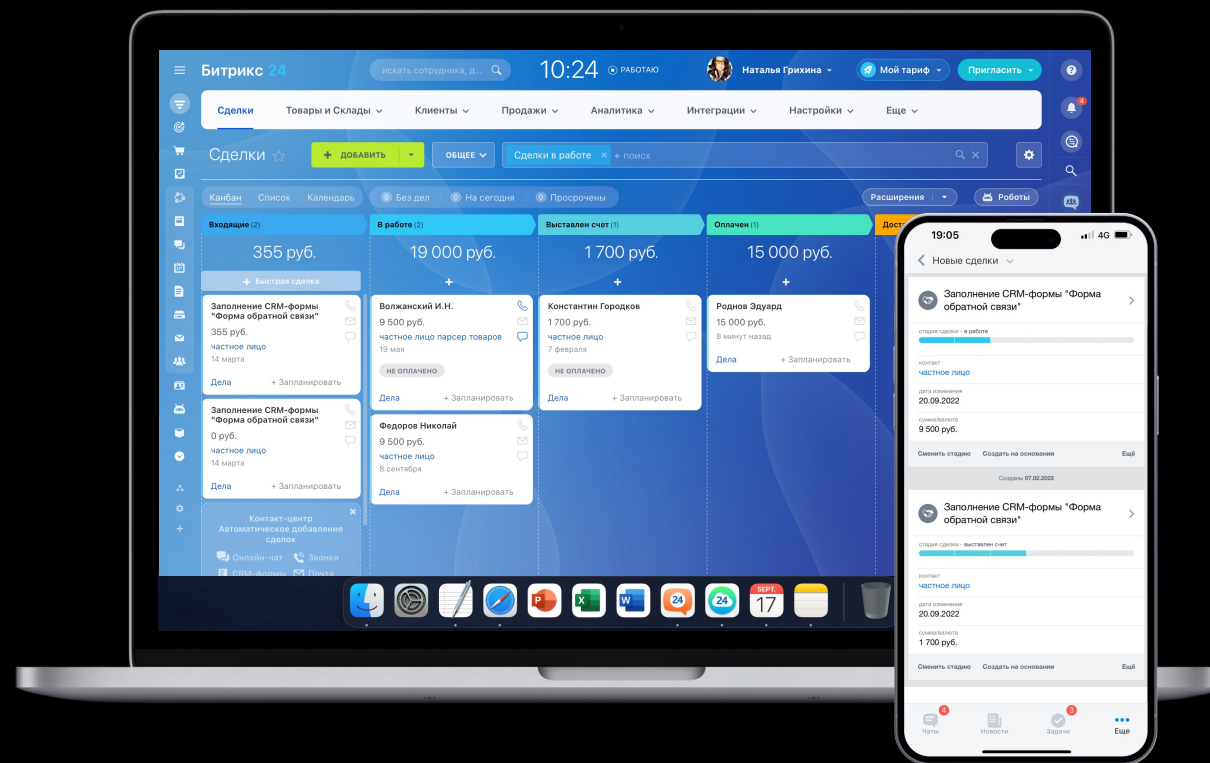 Битрикс 24
искать сотрудника, д...
10:24
РАБОТАЮ
Наталья Грихина
Мой тариф
Пригласить
?
4
Сделки
Товары и Склады
Клиенты
Продажи
Аналитика
Интеграции
Настройки
Еще
Сделки
+ ДОБАВИТЬ
ОБЩЕЕ
Сделки в работе ×
+ поиск
Канбан
Список
Календарь
0 Без дел
0 На сегодня
0 Просрочены
Расширения
Роботы
Входящие (2)
355 руб.
+ Быстрая сделка
Заполнение CRM-формы
"Форма обратной связи"
355 руб.
частное лицо
14 марта
Дела + Запланировать
Заполнение CRM-формы
"Форма обратной связи"
0 руб.
частное лицо
14 марта
Дела + Запланировать
Контакт-центр
Автоматическое добавление
сделок
Онлайн-чат Звонки
CRM-формы Почта
В работе (2)
19 000 руб.
+
Волжанский И.Н.
9 500 руб.
частное лицо парсер товаров
19 мая
НЕ ОПЛАЧЕНО
Дела + Запланировать
Федоров Николай
9 500 руб.
частное лицо
8 сентября
Дела + Запланировать
Выставлен счет (1)
1 700 руб.
+
Константин Городков
1 700 руб.
частное лицо
7 февраля
НЕ ОПЛАЧЕНО
Дела + Запланировать
Оплачен (1)
15 000 руб.
+
Роднов Эдуард
15 000 руб.
8 минут назад
Дела + Запланировать
P
X
W
24
24
SEPT.
17
19:05
4G
Новые сделки
Заполнение CRM-формы "Форма
обратной связи"
стадия сделки - в работе
контакт
частное лицо
дата изменения
20.09.2022
сумма/валюта
9 500 руб.
Сменить стадию Создать на основании Ещё
Созданы 07.02.2022
Заполнение CRM-формы "Форма
обратной связи"
стадия сделки - выставлен счет
контакт
частное лицо
дата изменения
20.09.2022
сумма/валюта
1 700 руб.
Сменить стадию Создать на основании Ещё
4
3
Чаты
Новости
Задачи
Еще